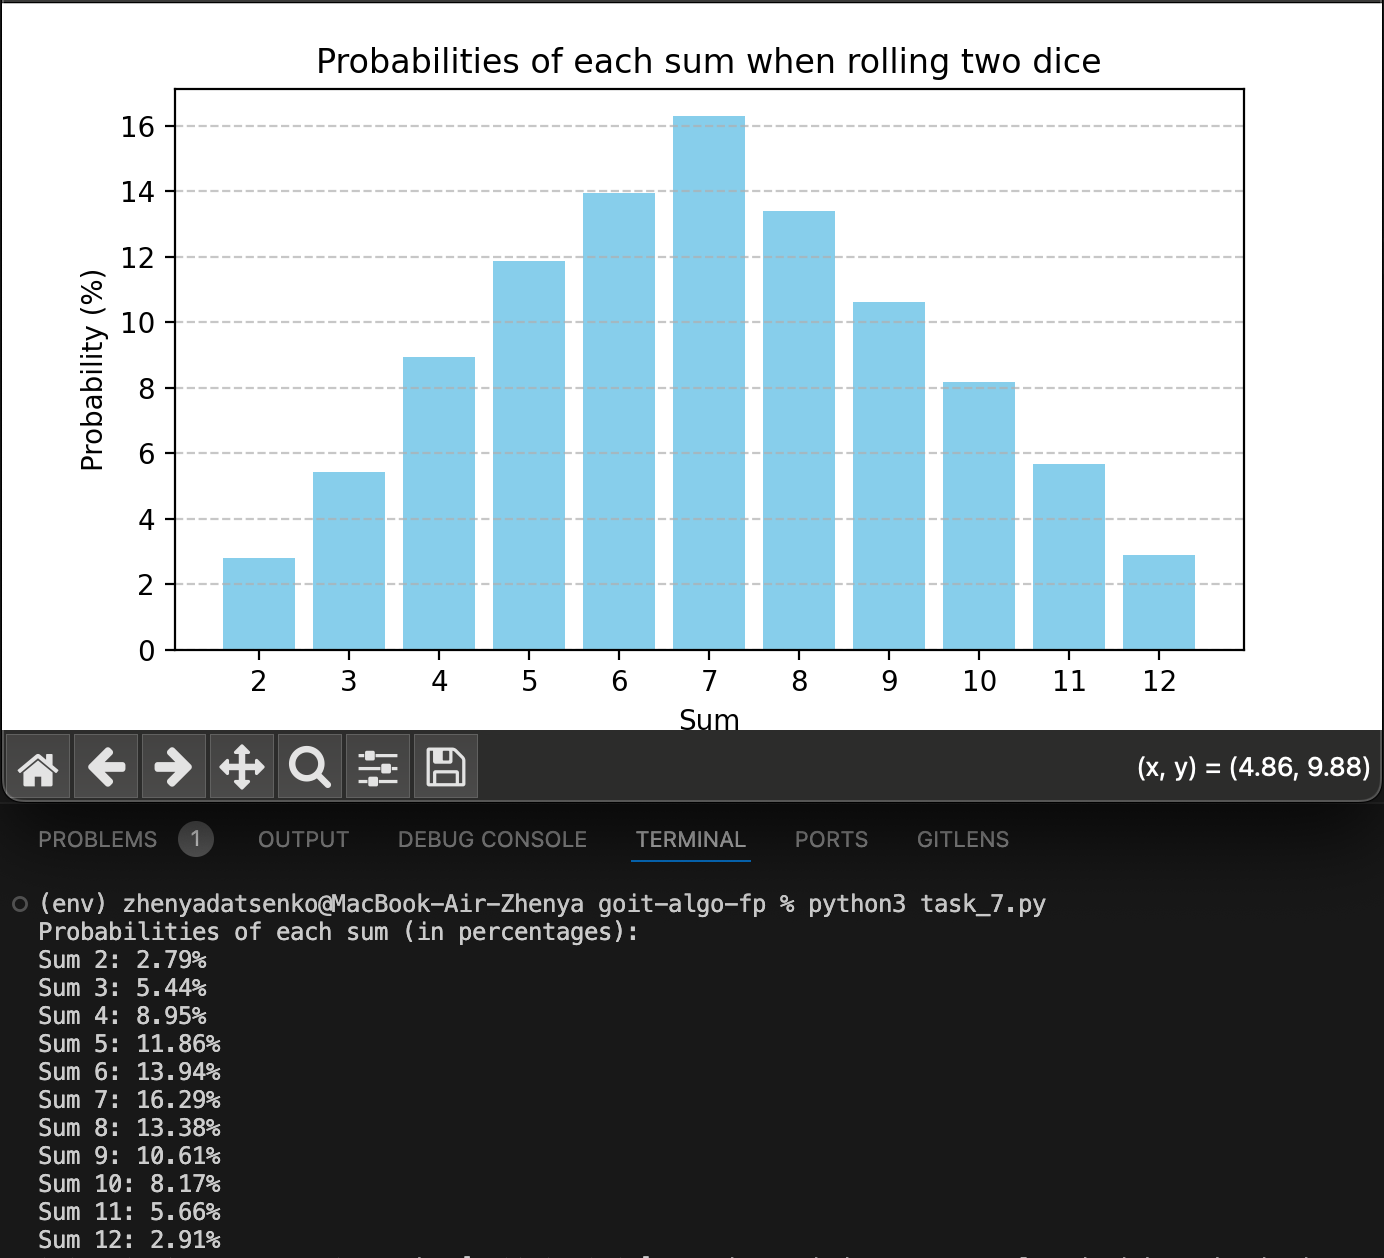 Probabilities of each sum when rolling two dice
16
14
12
10
8
6
4
2
0
Probability (%)
2 3 4 5 6 7 8 9 10 11 12
Sum
(x, y) = (4.86, 9.88)
PROBLEMS 1 OUTPUT DEBUG CONSOLE TERMINAL PORTS GITLENS
(env) zhenyadatsenko@MacBook-Air-Zhenya goit-algo-fp % python3 task_7.py
Probabilities of each sum (in percentages):
Sum 2: 2.79%
Sum 3: 5.44%
Sum 4: 8.95%
Sum 5: 11.86%
Sum 6: 13.94%
Sum 7: 16.29%
Sum 8: 13.38%
Sum 9: 10.61%
Sum 10: 8.17%
Sum 11: 5.66%
Sum 12: 2.91%